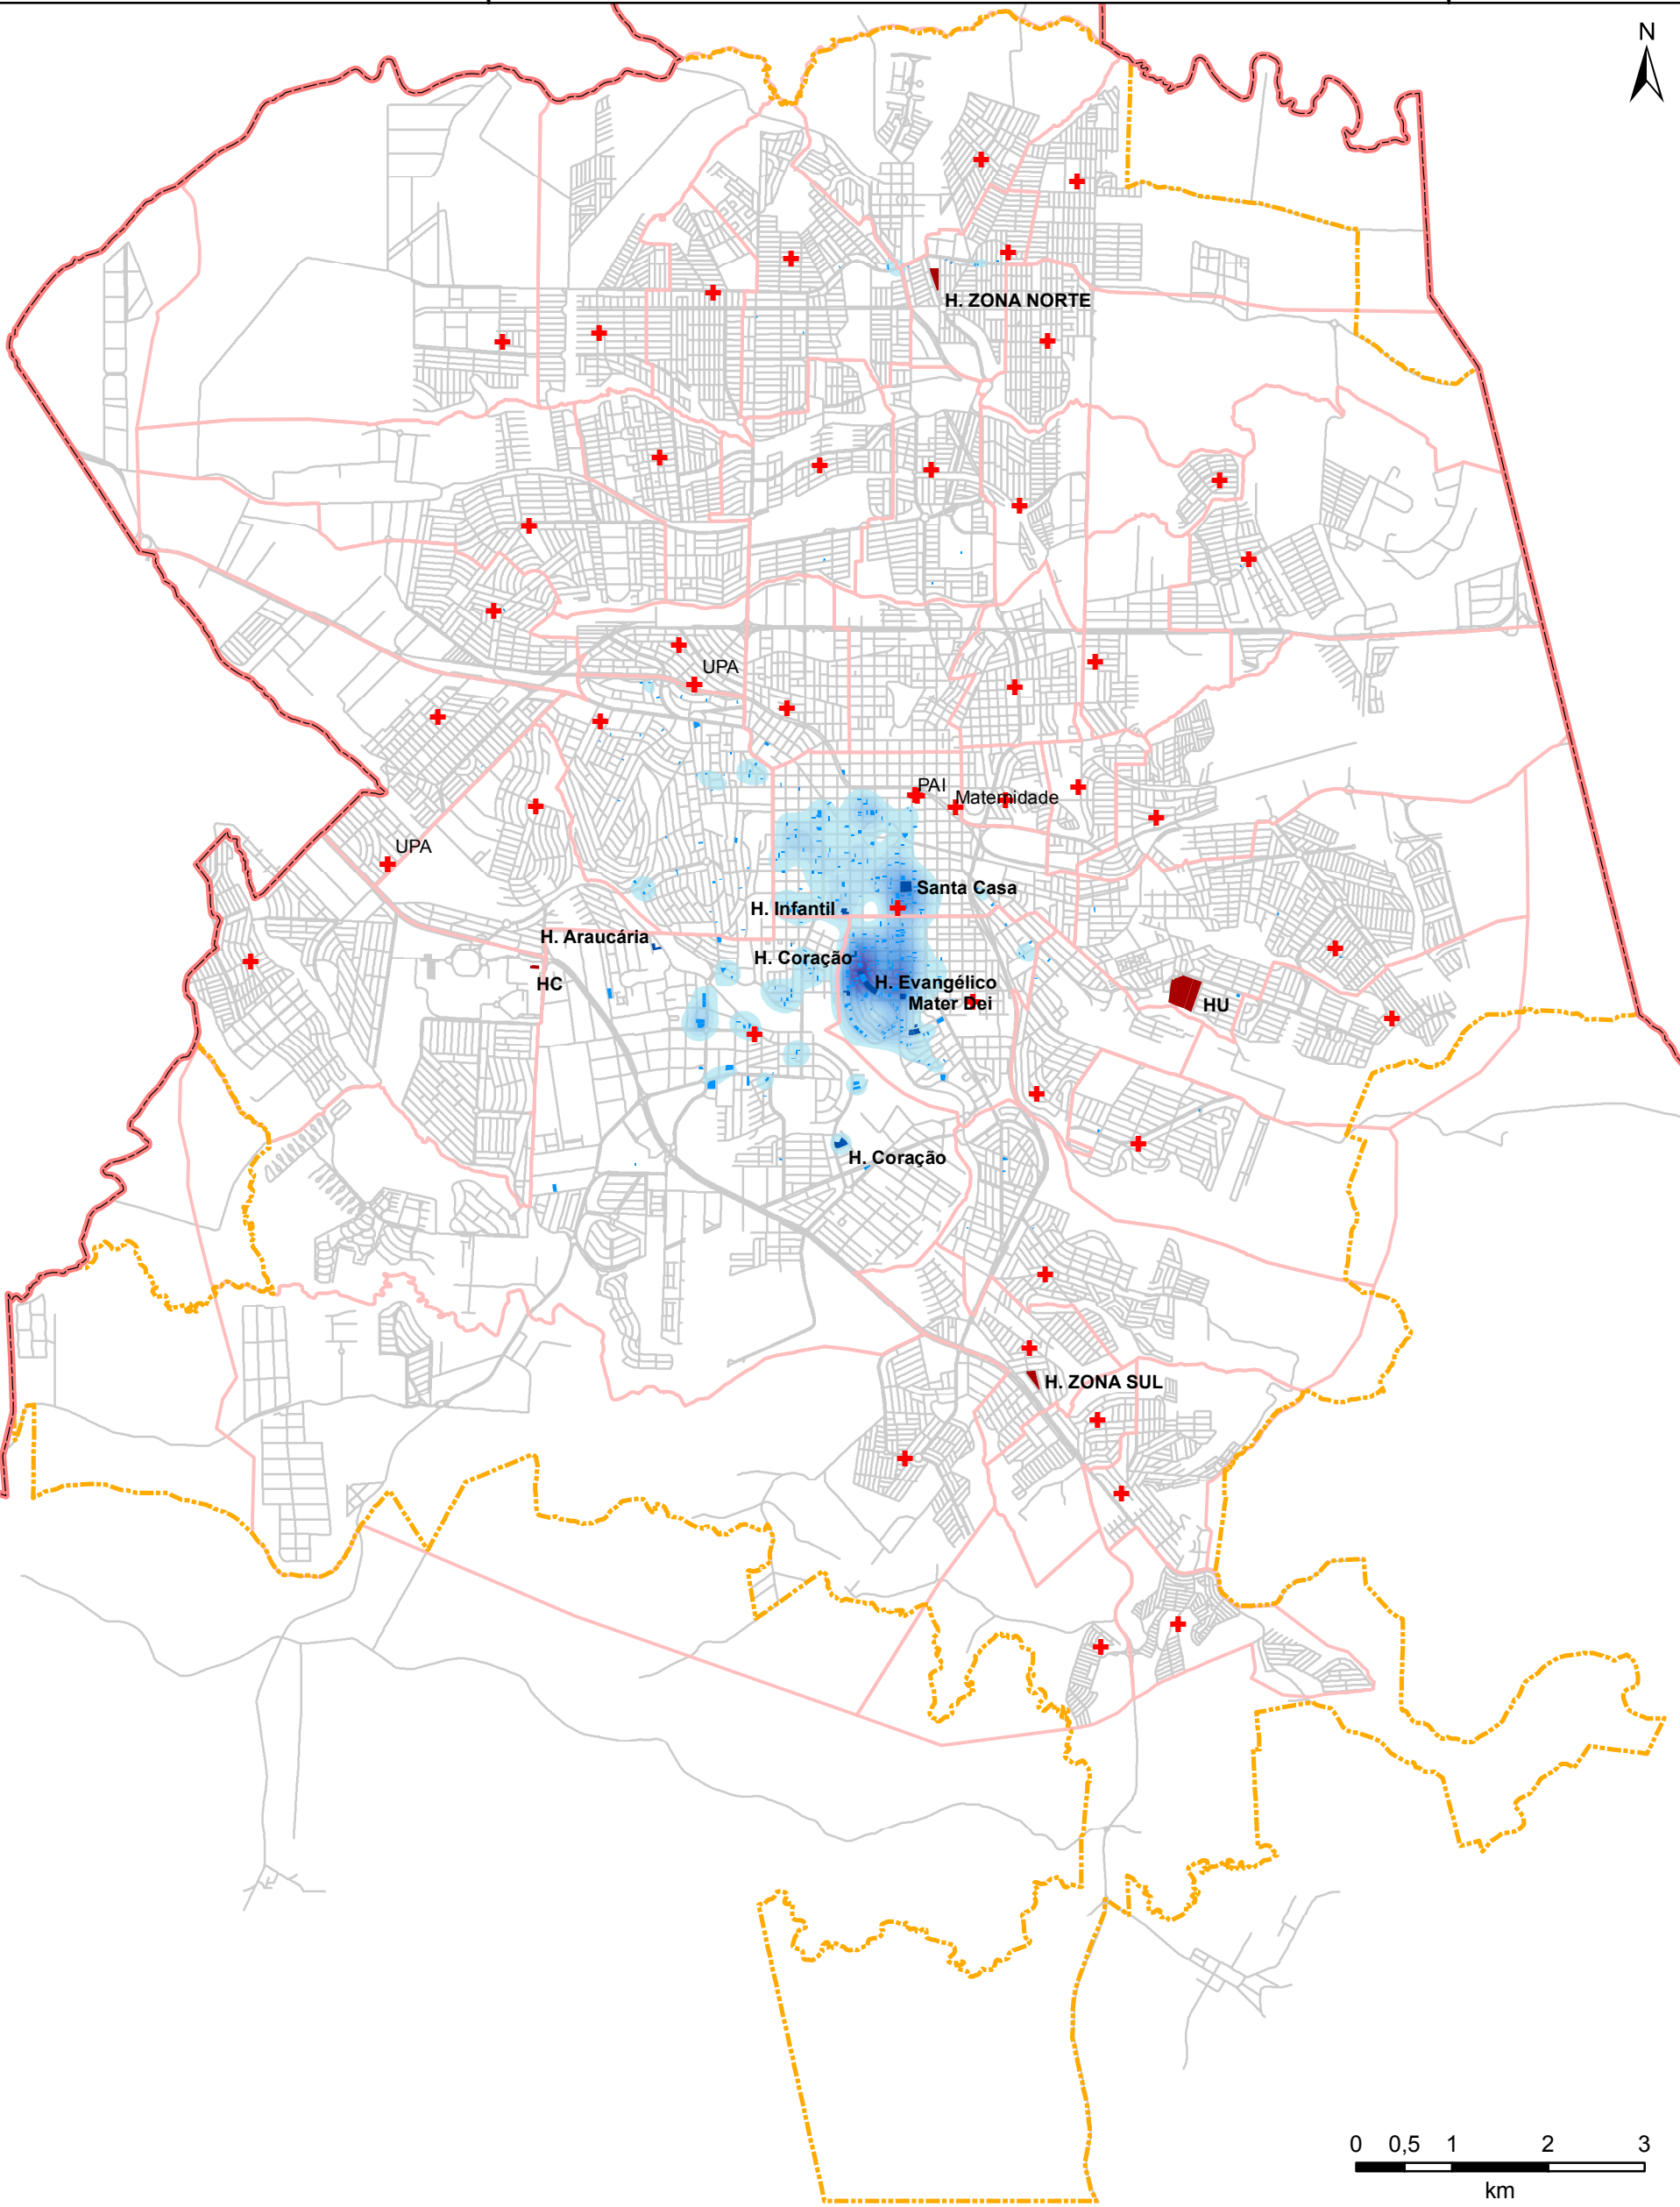 N
H. ZONA NORTE
UPA
PAI
Maternidade
UPA
Santa Casa
H. Infantil
H. Araucária
H. Coração
HC
H. Evangélico
Mater Dei
HU
H. Coração
H. ZONA SUL
0 0,5 1 2 3
km